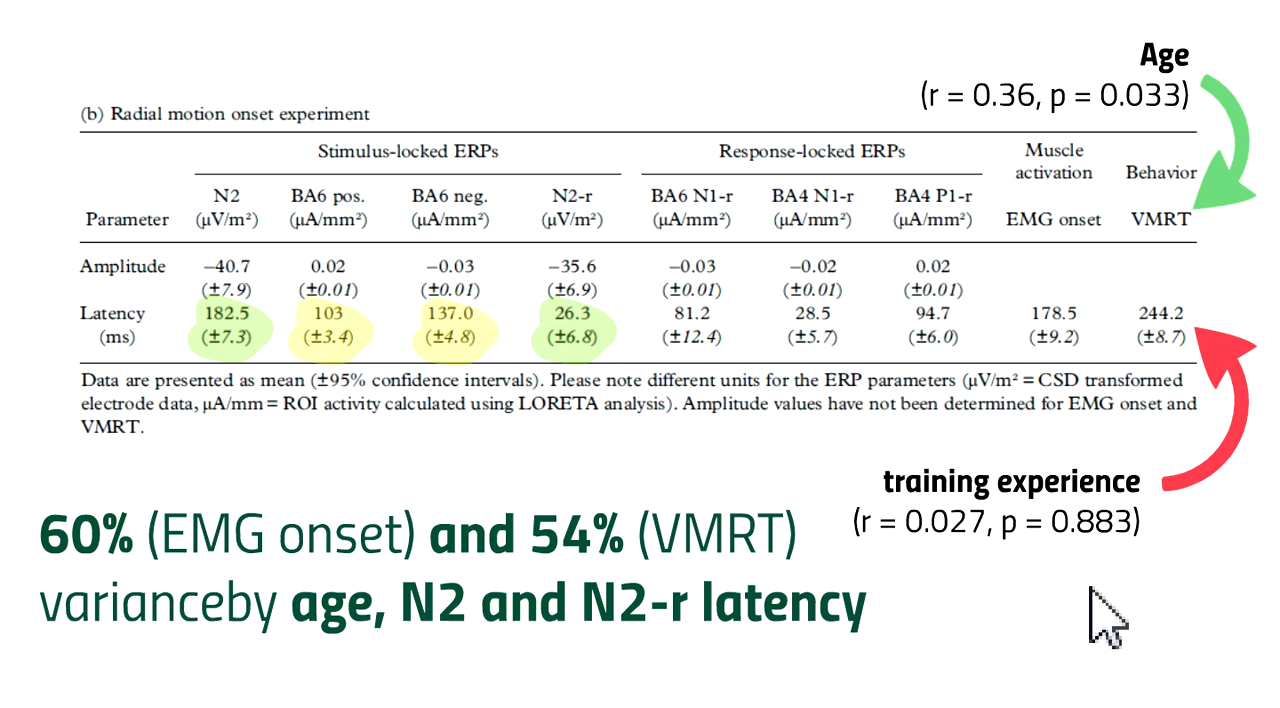 Age
(r = 0.36, p = 0.033)
(b) Radial motion onset experiment
Stimulus-locked ERPs Response-locked ERPs Muscle activation Behavior
Parameter N2 (μV/m²) BA6 pos. (μA/mm²) BA6 neg. (μA/mm²) N2-r (μV/m²) BA6 N1-r (μA/mm²) BA4 N1-r (μA/mm²) BA4 P1-r (μA/mm²) EMG onset VMRT
Amplitude −40.7 0.02 −0.03 −35.6 −0.03 −0.02 0.02
(±7.9) (±0.01) (±0.01) (±6.9) (±0.01) (±0.01) (±0.01)
Latency 182.5 103 137.0 26.3 81.2 28.5 94.7 178.5 244.2
(ms) (±7.3) (±3.4) (±4.8) (±6.8) (±12.4) (±5.7) (±6.0) (±9.2) (±8.7)
Data are presented as mean (±95% confidence intervals). Please note different units for the ERP parameters (μV/m² = CSD transformed
electrode data, μA/mm = ROI activity calculated using LORETA analysis). Amplitude values have not been determined for EMG onset and
VMRT.
training experience
(r = 0.027, p = 0.883)
60% (EMG onset) and 54% (VMRT)
varianceby age, N2 and N2-r latency